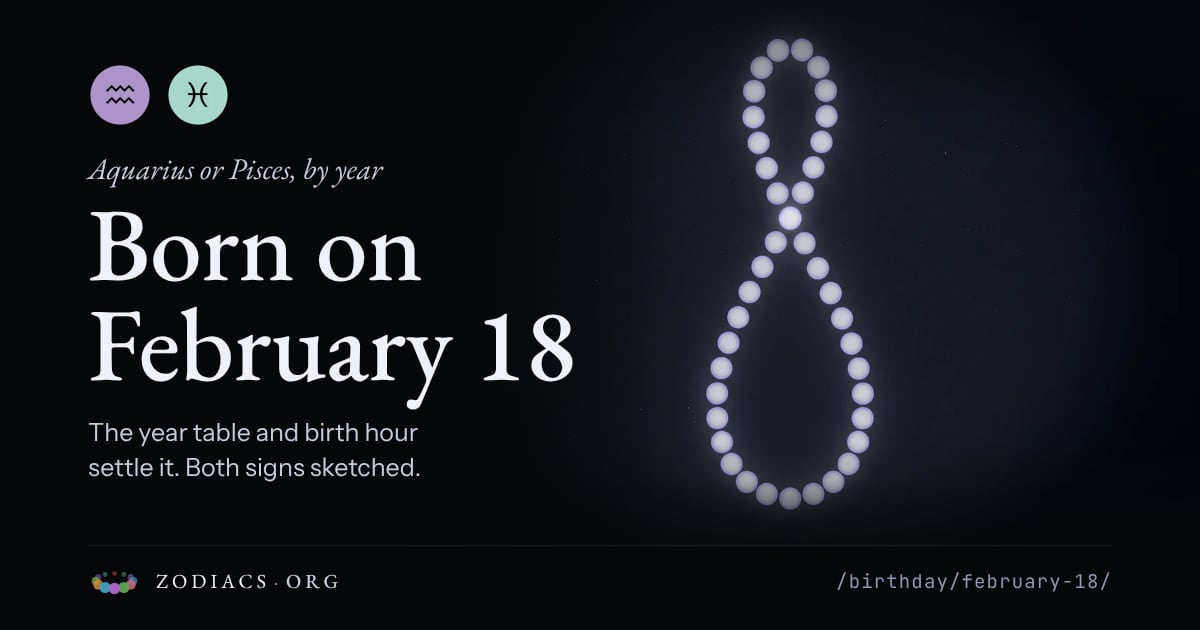 Aquarius or Pisces, by year
Born on
February 18
The year table and birth hour
settle it. Both signs sketched.
ZODIACS·ORG
/birthday/february-18/